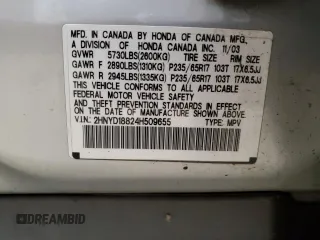 MFD. IN CANADA BY HONDA OF CANADA MFG.,
A DIVISION OF HONDA CANADA INC. 11/03
GVWR 5730LBS(2600KG) TIRE SIZE RIM SIZE
GAWR F 2890LBS(1310KG) P235/65R17 103T 17X6.5JJ
GAWR R 2945LBS(1335KG) P235/65R17 103T 17X6.5JJ
THIS VEHICLE CONFORMS TO ALL APPLICABLE
FEDERAL MOTOR VEHICLE SAFETY AND
THEFT PREVENTION STANDARDS IN EFFECT ON
THE DATE OF MANUFACTURE SHOWN ABOVE.
V.I.N: 2HNYD18824H509655 TYPE: MPV
DREAMBID